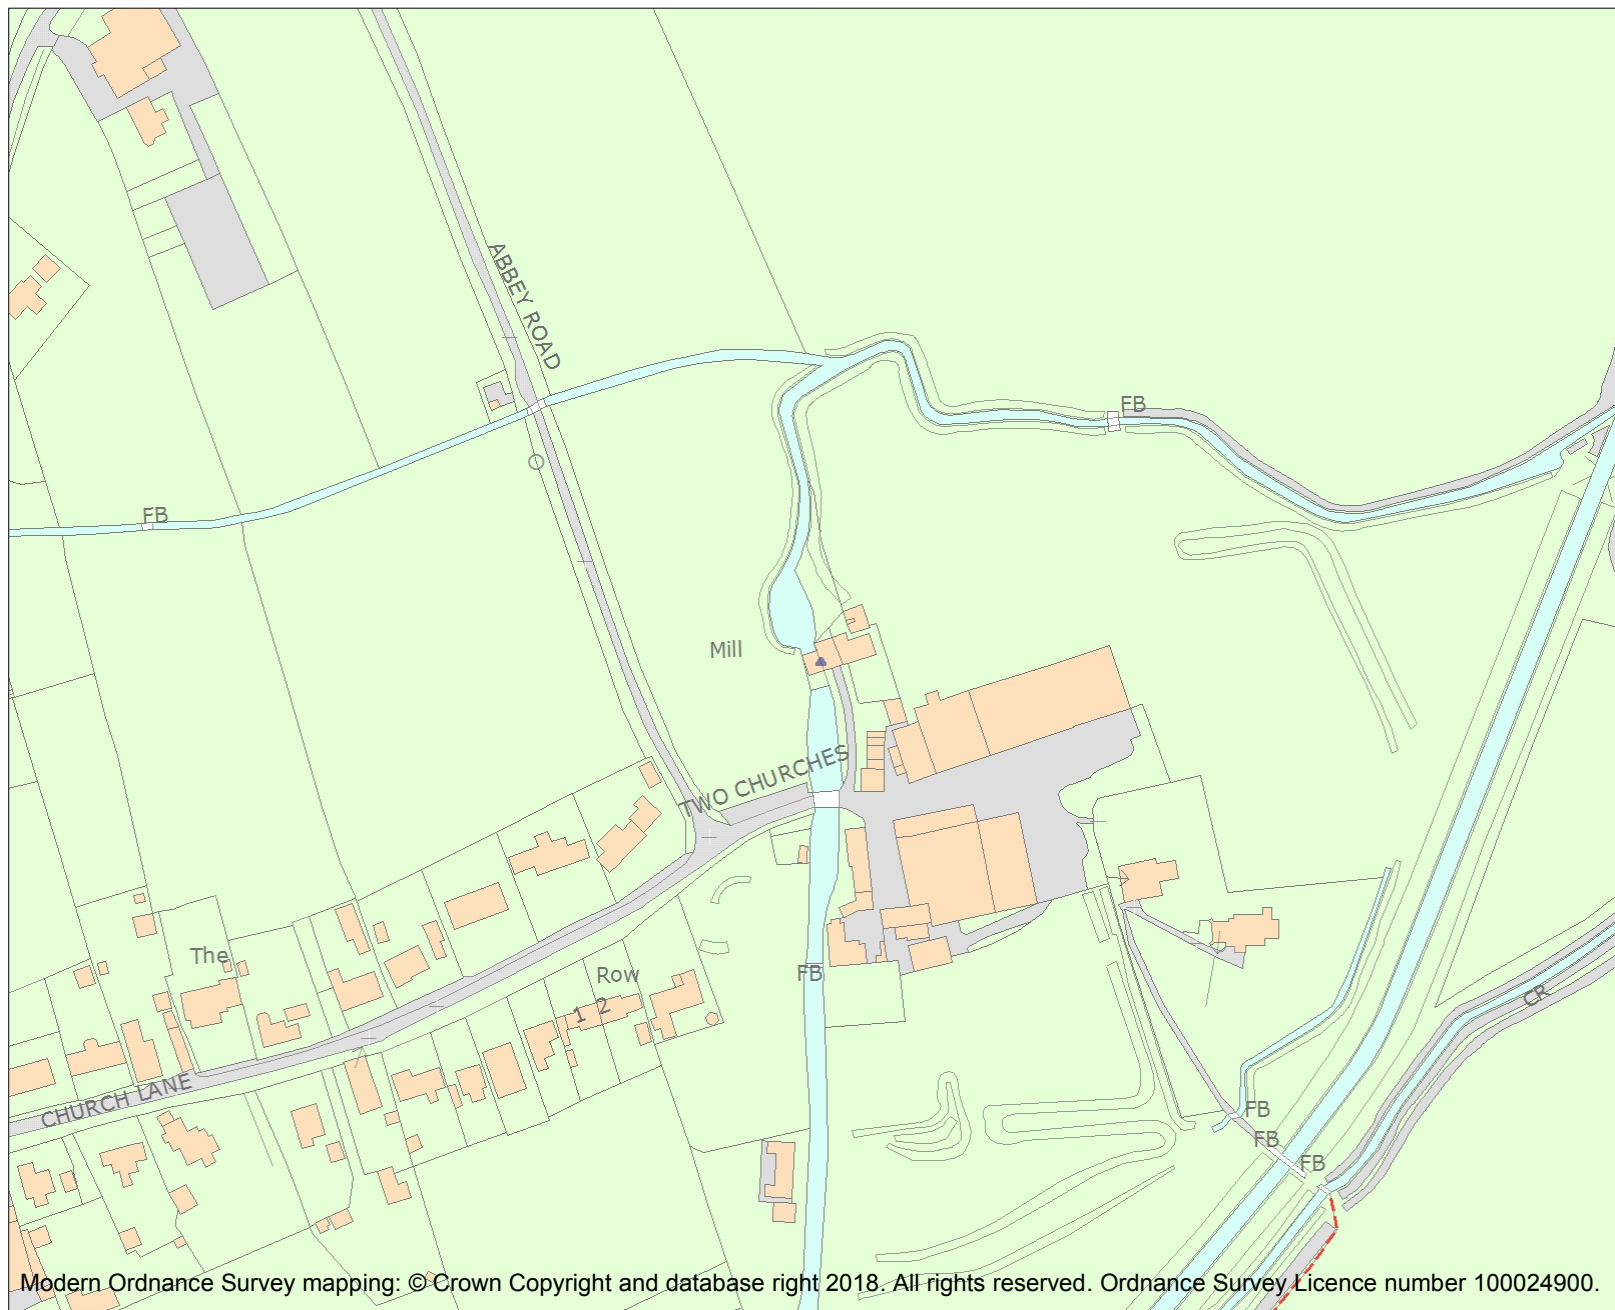 ABBEY ROAD
FB
FB
Mill
TWO CHURCHES
The
Row
1 2
FB
CR
CHURCH LANE
FB
FB
FB
Modern Ordnance Survey mapping: © Crown Copyright and database right 2018. All rights reserved. Ordnance Survey Licence number 100024900.